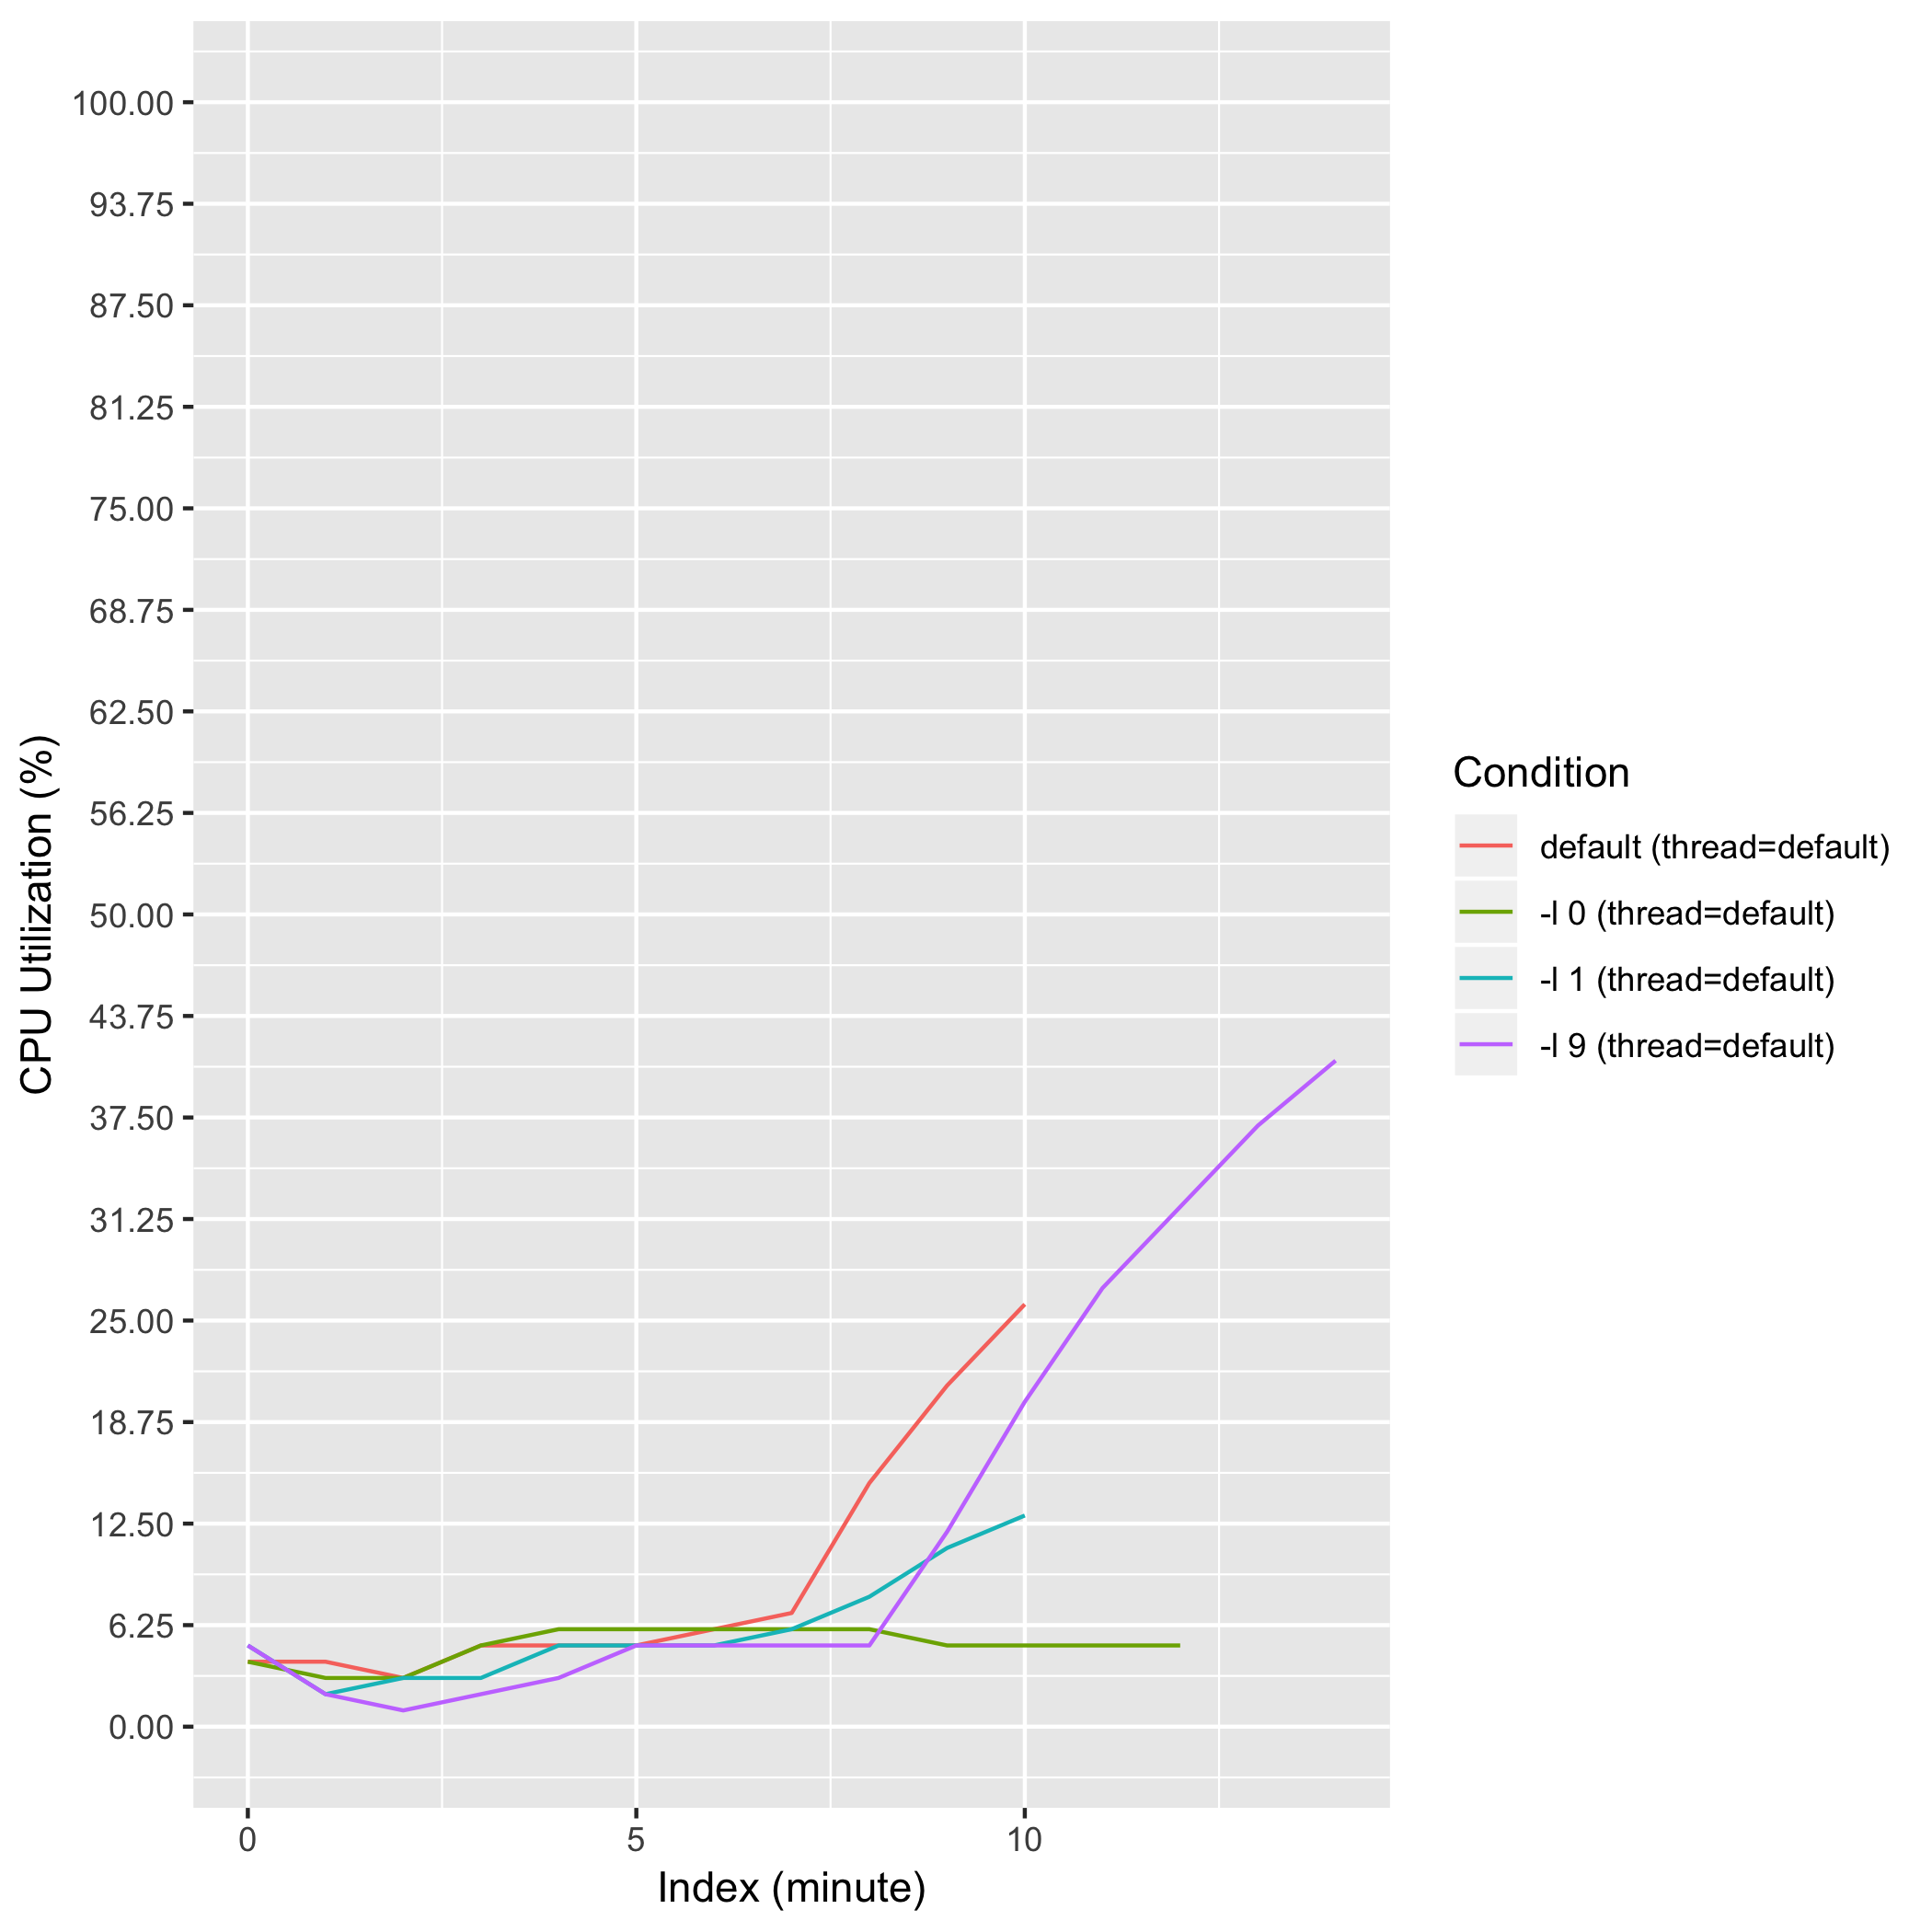 100.00
93.75
87.50
81.25
75.00
68.75
62.50
56.25
50.00
43.75
37.50
31.25
25.00
18.75
12.50
6.25
0.00
CPU Utilization (%)
0 5 10
Index (minute)
Condition
default (thread=default)
-l 0 (thread=default)
-l 1 (thread=default)
-l 9 (thread=default)